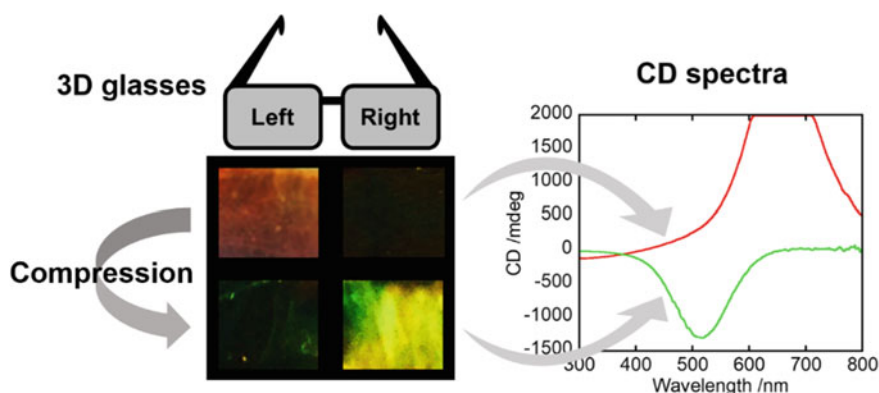 3D glasses
Left
Right
Compression
CD spectra
CD /mdeg
2000
1500
1000
500
0
-500
-1000
-1500
300 400 500 600 700 800
Wavelength /nm